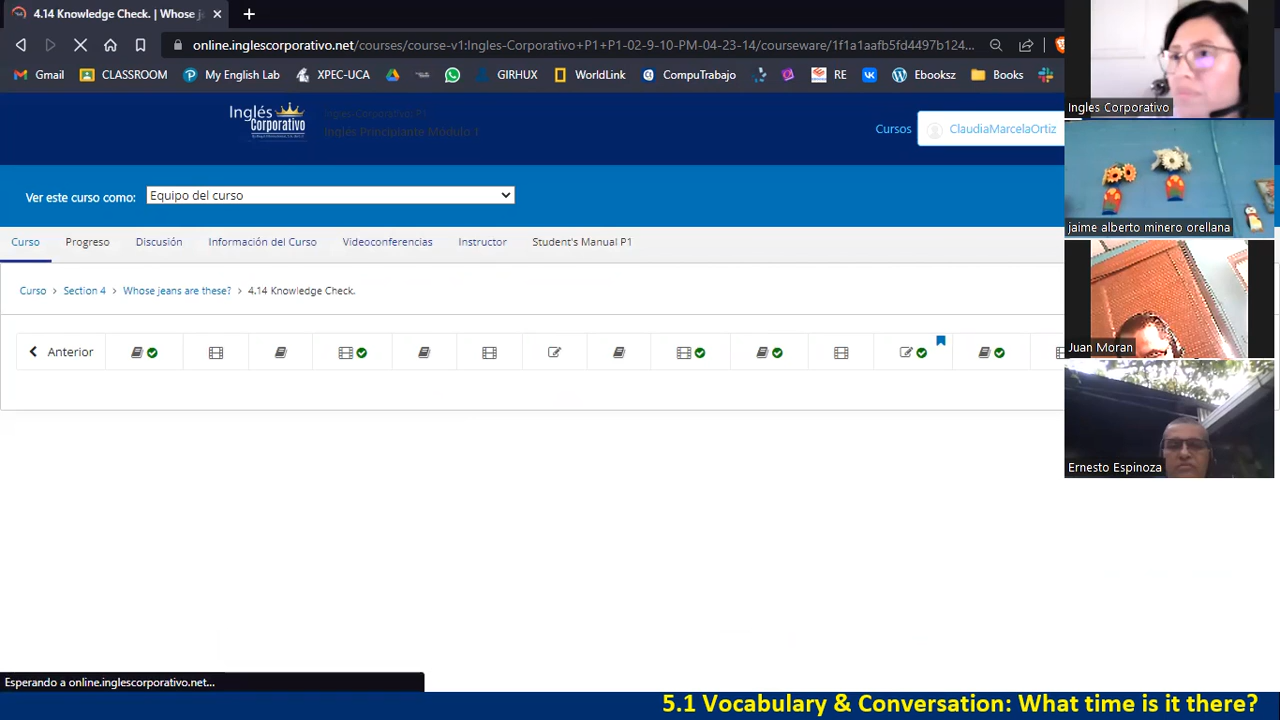 4.14 Knowledge Check. | Whose je
online.inglescorporativo.net/courses/course-v1:Ingles-Corporativo+P1+P1-02-9-10-PM-04-23-14/courseware/1f1a1aafb5fd4497b124...
Gmail CLASSROOM My English Lab XPEC-UCA GIRHUX WorldLink CompuTrabajo RE Ebooksz Books
Inglés Corporativo
Ingles-Corporativo: P1
Inglés Principiante Modulo 1
Cursos ClaudiaMarcelaOrtiz
Ver este curso como: Equipo del curso
Curso Progreso Discusión Información del Curso Videoconferencias Instructor Student's Manual P1
Curso > Section 4 > Whose jeans are these? > 4.14 Knowledge Check.
Anterior
Ingles Corporativo
jaime alberto minero orellana
Juan Moran
Ernesto Espinoza
Esperando a online.inglescorporativo.net...
5.1 Vocabulary & Conversation: What time is it there?